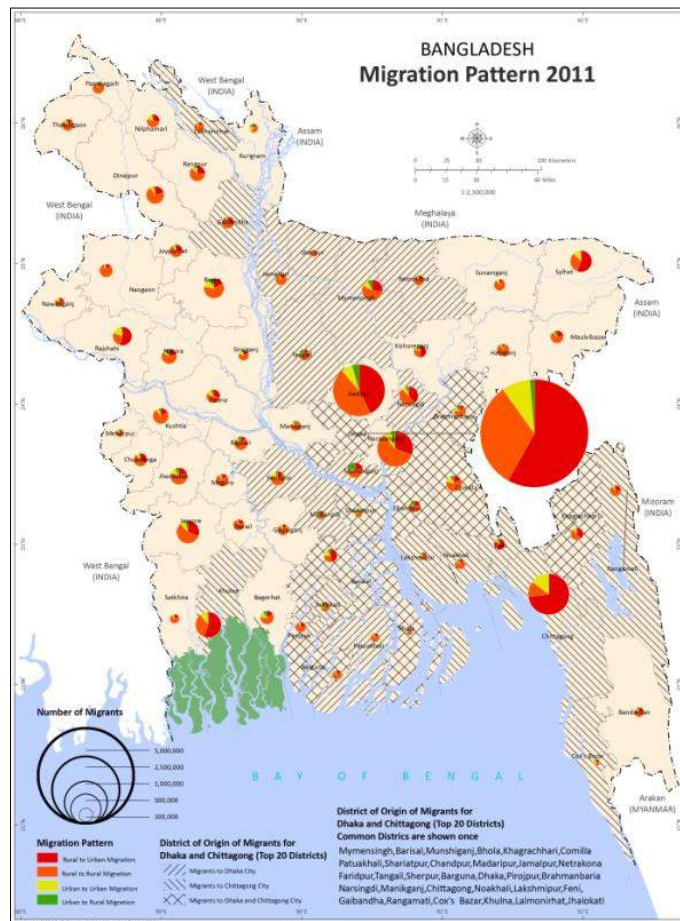 BANGLADESH
Migration Pattern 2011
West Bengal
(INDIA)
Assam
(INDIA)
Panchagarh
Thakurgaon
Nilphamari
Lalmonirhat
Kurigram
Rangpur
Dinajpur
West Bengal
(INDIA)
Gaibandha
Meghalaya
(INDIA)
100 Kilometers
60 Miles
1:2,300,000
Joypurhat
Sherpur
Bogra
Jamalpur
Mymensingh
Netrakona
Sunamganj
Sylhet
Naogaon
Nawabganj
Assam
(INDIA)
Rajshahi
Natore
Sirajganj
Tangail
Kishoreganj
Habiganj
Maulvibazar
Gazipur
Pabna
Narsingdi
Kushtia
Brahmanbaria
Meherpur
Manikganj
Dhaka
Narayanganj
Chuadanga
Rajbari
Munshiganj
Jhenaidah
Magura
Faridpur
Comilla
Mizoram
(INDIA)
Madaripur
Shariatpur
Chandpur
Khagrachhari
Jessore
Narail
Gopalganj
Rangamati
West Bengal
(INDIA)
Lakshmipur
Noakhali
Barisal
Satkhira
Khulna
Bagerhat
Jhalokati
Chittagong
Pirojpur
Patuakhali
Bhola
Barguna
Bandarban
Cox's Bazar
Arakan
(MYANMAR)
BAY OF BENGAL
Number of Migrants
5,000,000
2,500,000
1,000,000
500,000
100,000
Migration Pattern
Rural to Urban Migration
Rural to Rural Migration
Urban to Urban Migration
Urban to Rural Migration
District of Origin of Migrants for
Dhaka and Chittagong (Top 20 Districts)
Migrants to Dhaka City
Migrants to Chittagong City
Migrants to Dhaka and Chittagong City
District of Origin of Migrants for
Dhaka and Chittagong (Top 20 Districts)
Common Districs are shown once
Mymensingh,Barisal,Munshiganj,Bhola,Khagrachhari,Comilla
Patuakhali,Shariatpur,Chandpur,Madaripur,Jamalpur,Netrakona
Faridpur,Tangail,Sherpur,Barguna,Dhaka,Pirojpur,Brahmanbaria
Narsingdi,Manikganj,Chittagong,Noakhali,Lakshmipur,Feni,
Gaibandha,Rangamati,Cox's Bazar,Khulna,Lalmonirhat,Jhalokati